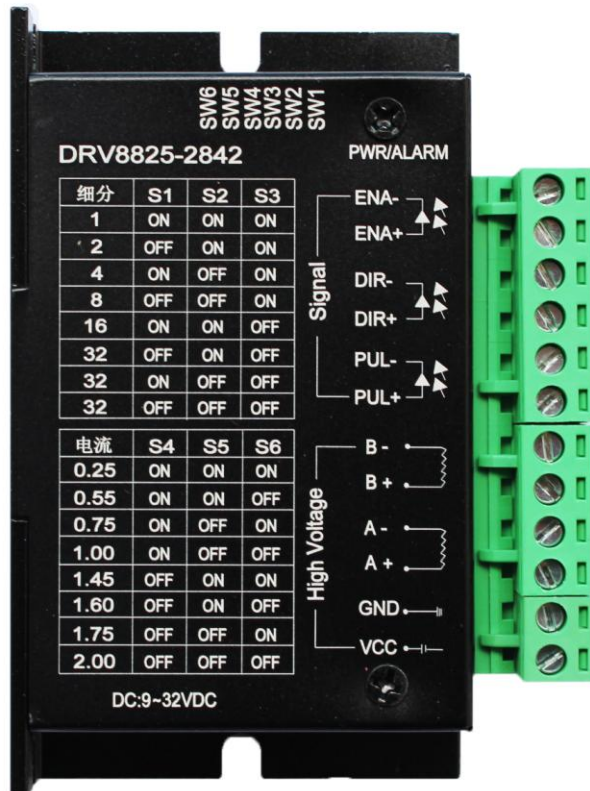 SW6
SW5
SW4
SW3
SW2
SW1
DRV8825-2842
PWR/ALARM
细分 S1 S2 S3
1 ON ON ON
2 OFF ON ON
4 ON OFF ON
8 OFF OFF ON
16 ON ON OFF
32 OFF ON OFF
32 ON OFF OFF
32 OFF OFF OFF
电流 S4 S5 S6
0.25 ON ON ON
0.55 ON ON OFF
0.75 ON OFF ON
1.00 ON OFF OFF
1.45 OFF ON ON
1.60 OFF ON OFF
1.75 OFF OFF ON
2.00 OFF OFF OFF
DC:9~32VDC
Signal
ENA-
ENA+
DIR-
DIR+
PUL-
PUL+
High Voltage
B -
B +
A -
A +
GND
VCC